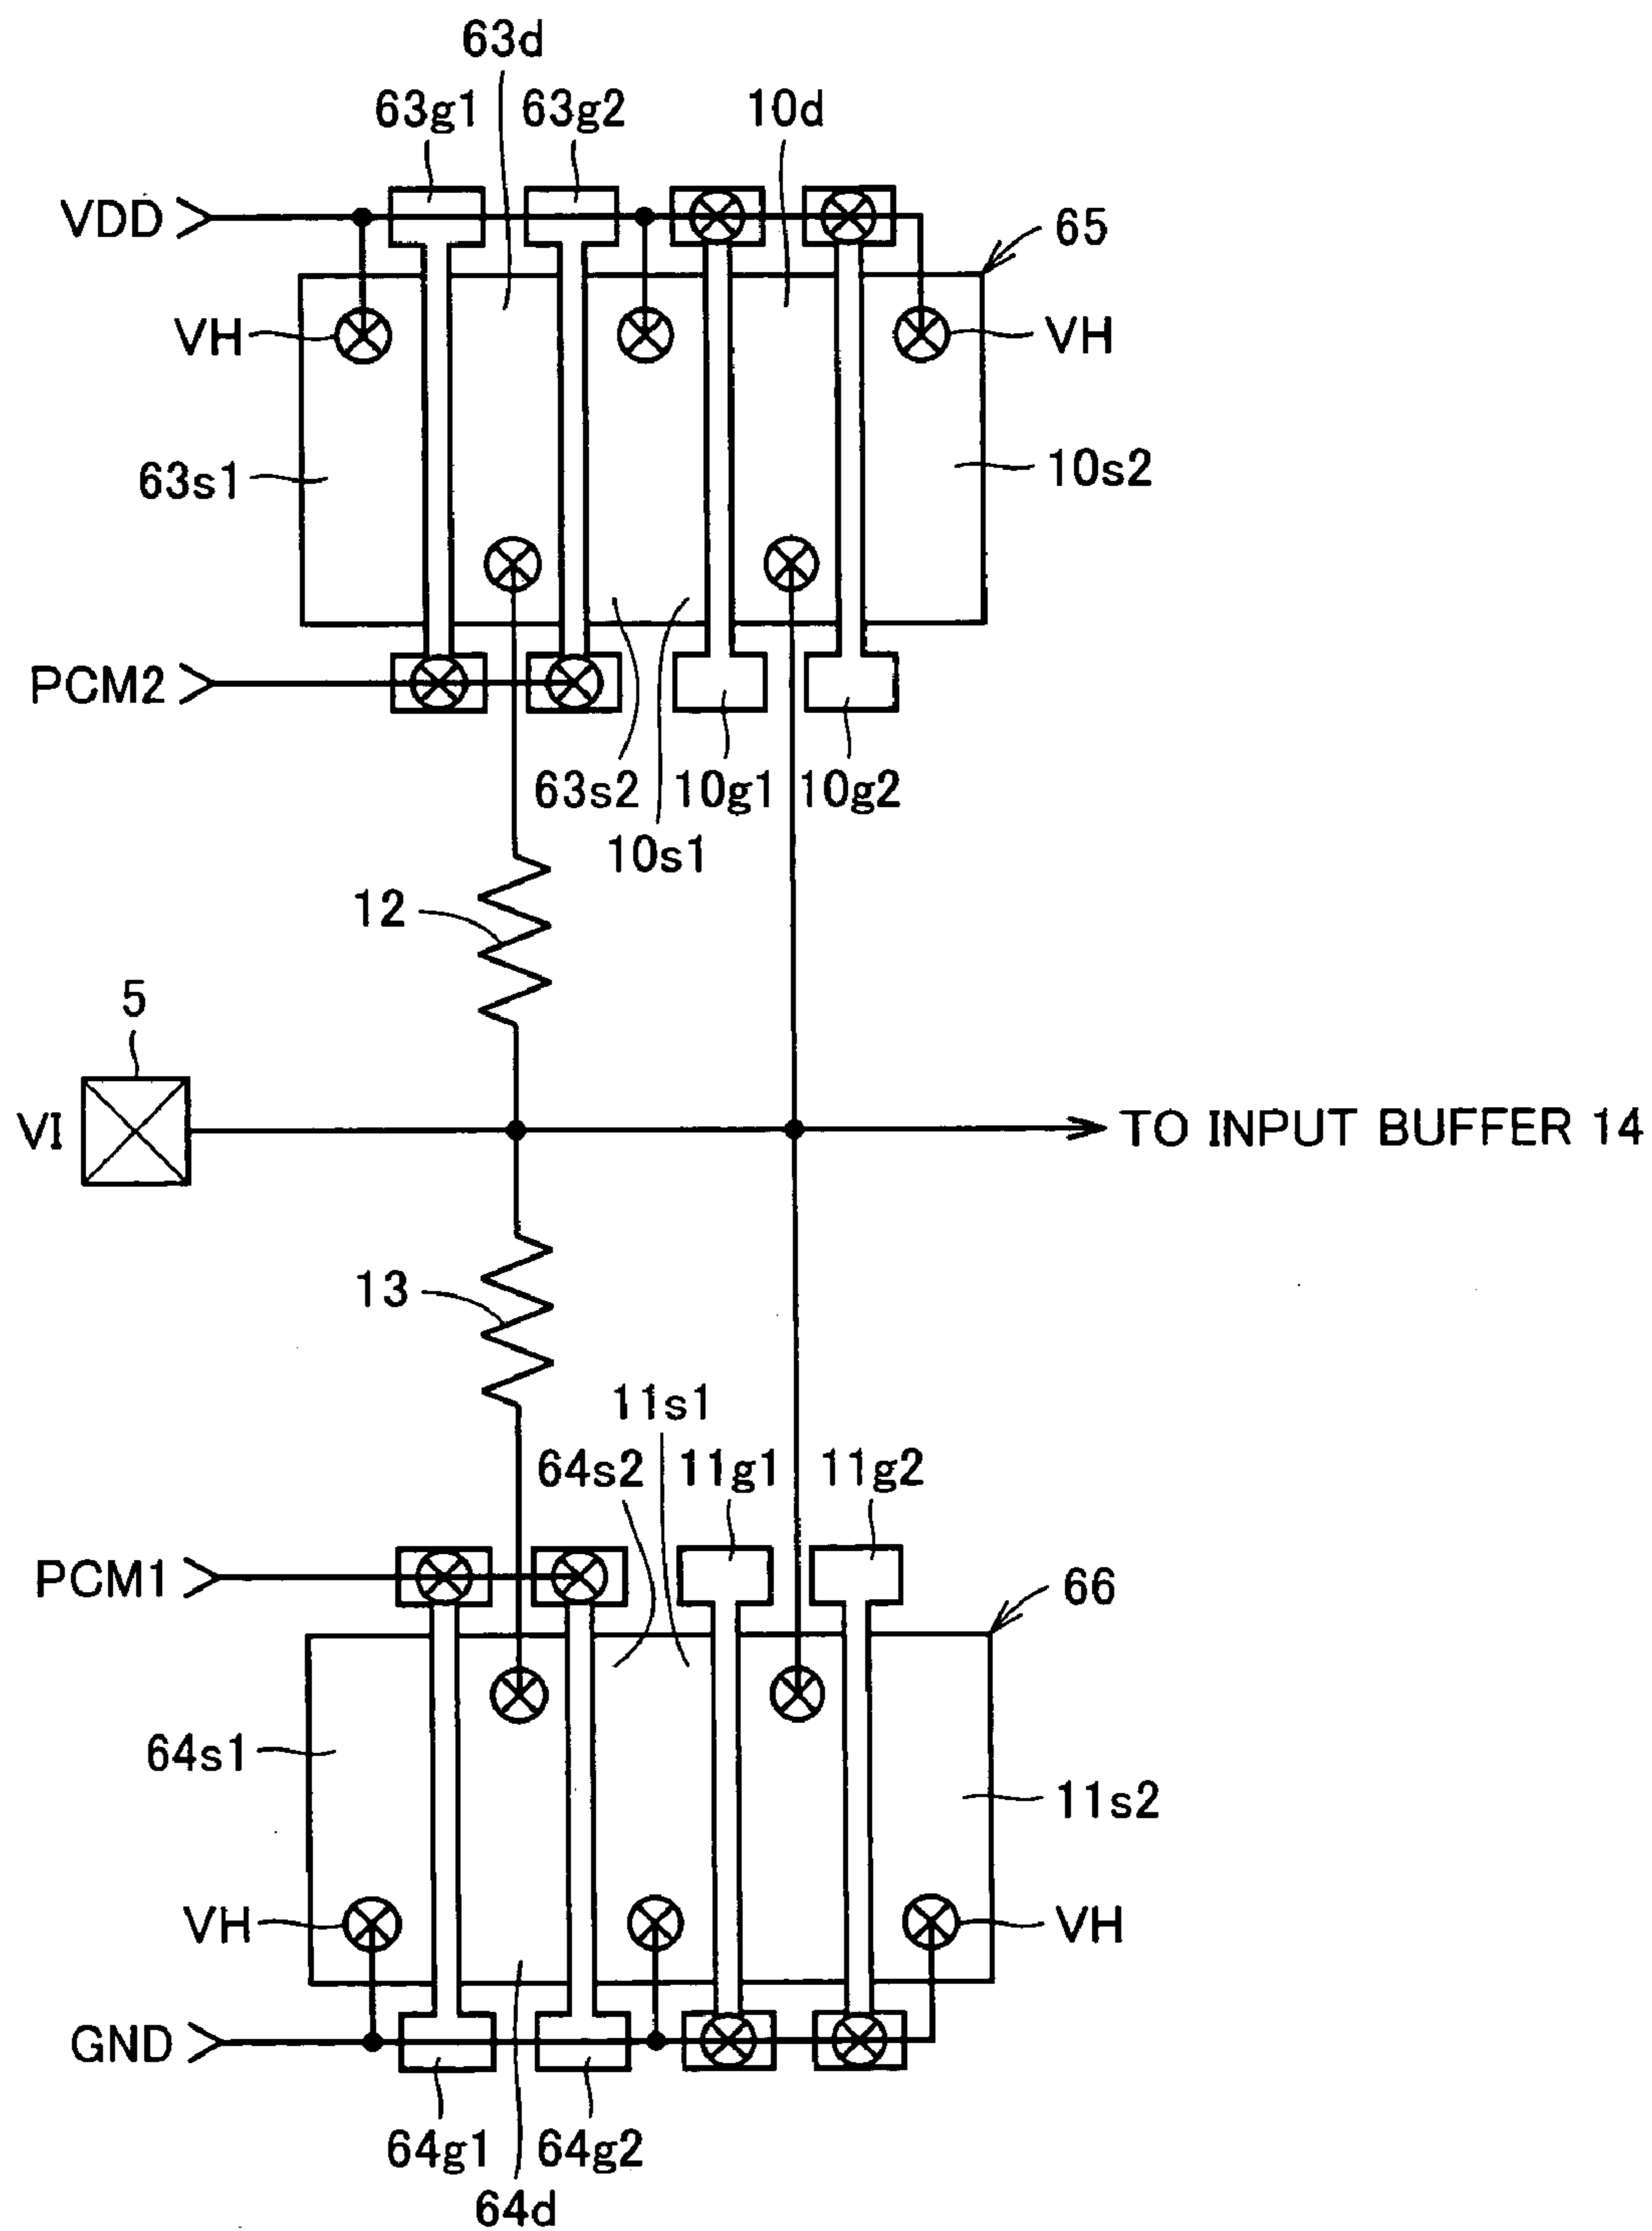 63d
63g1 63g2 10d
VDD
65
VH VH
63s1 10s2
PCM2
63s2 10g1 10g2
10s1
12
5
VI TO INPUT BUFFER 14
13
11s1
64s2 11g1 11g2
PCM1
66
64s1
11s2
VH VH
GND
64g1 64g2
64d